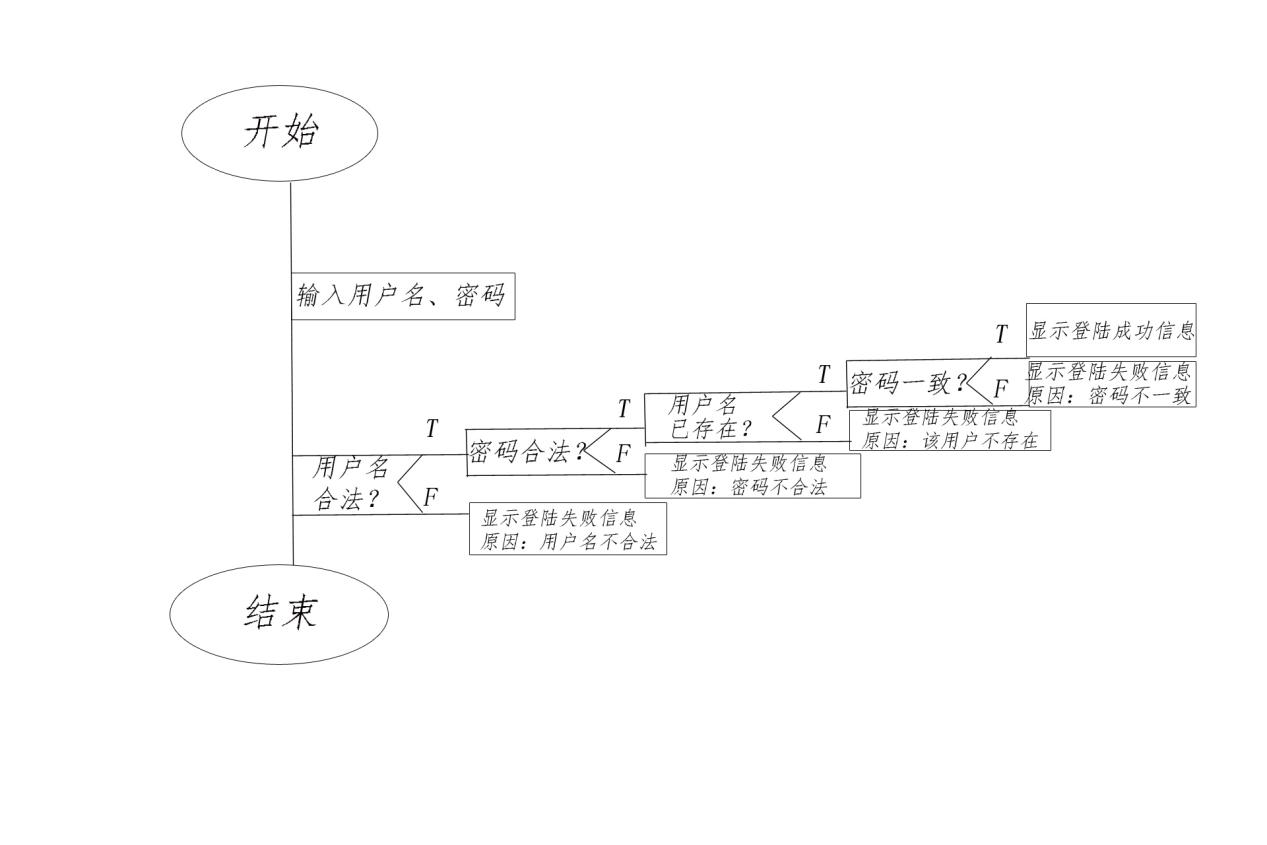 开始
输入用户名、密码
用户名
合法?
T
F
密码合法?
T
F
用户名
已存在?
T
F
密码一致?
T
F
显示登陆成功信息
显示登陆失败信息
原因：密码不一致
显示登陆失败信息
原因：该用户不存在
显示登陆失败信息
原因：密码不合法
显示登陆失败信息
原因：用户名不合法
结束